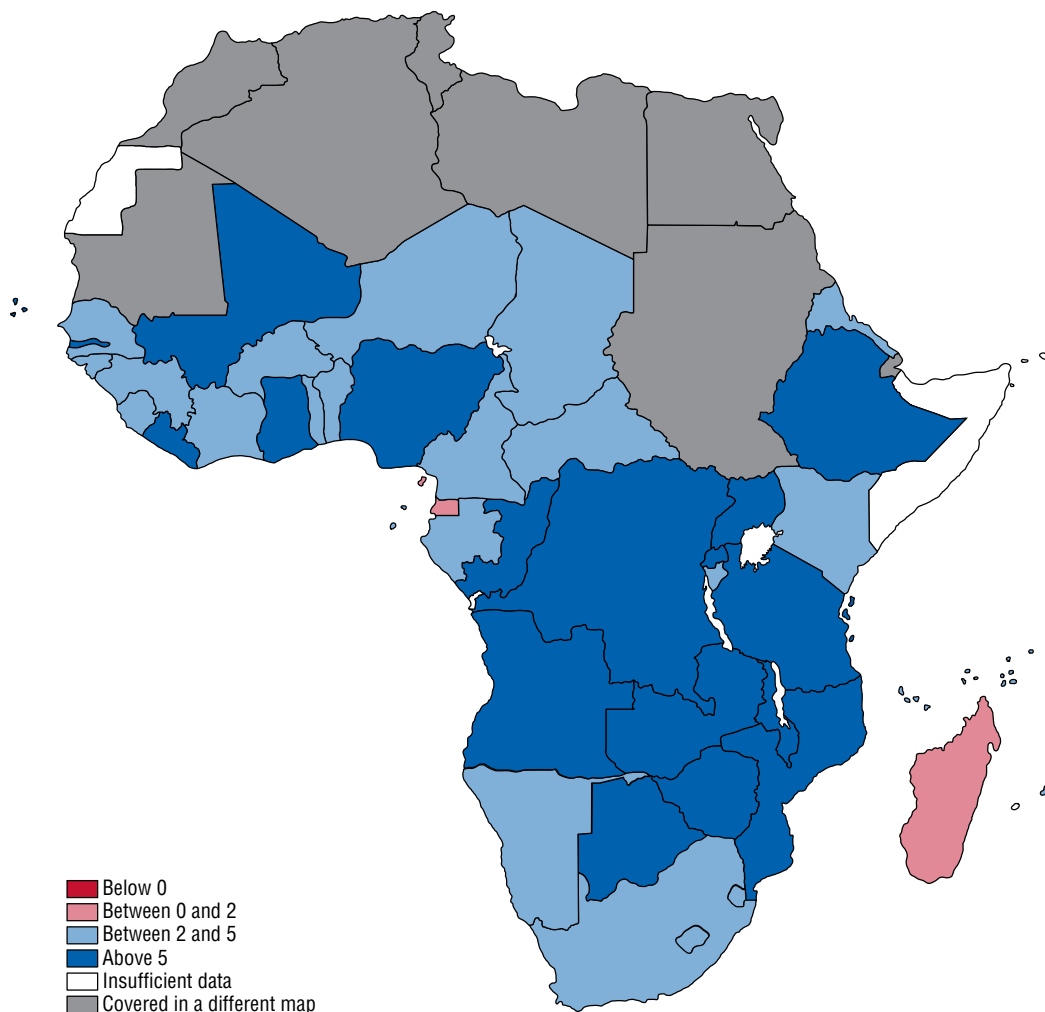 Below 0
Between 0 and 2
Between 2 and 5
Above 5
Insufficient data
Covered in a different map